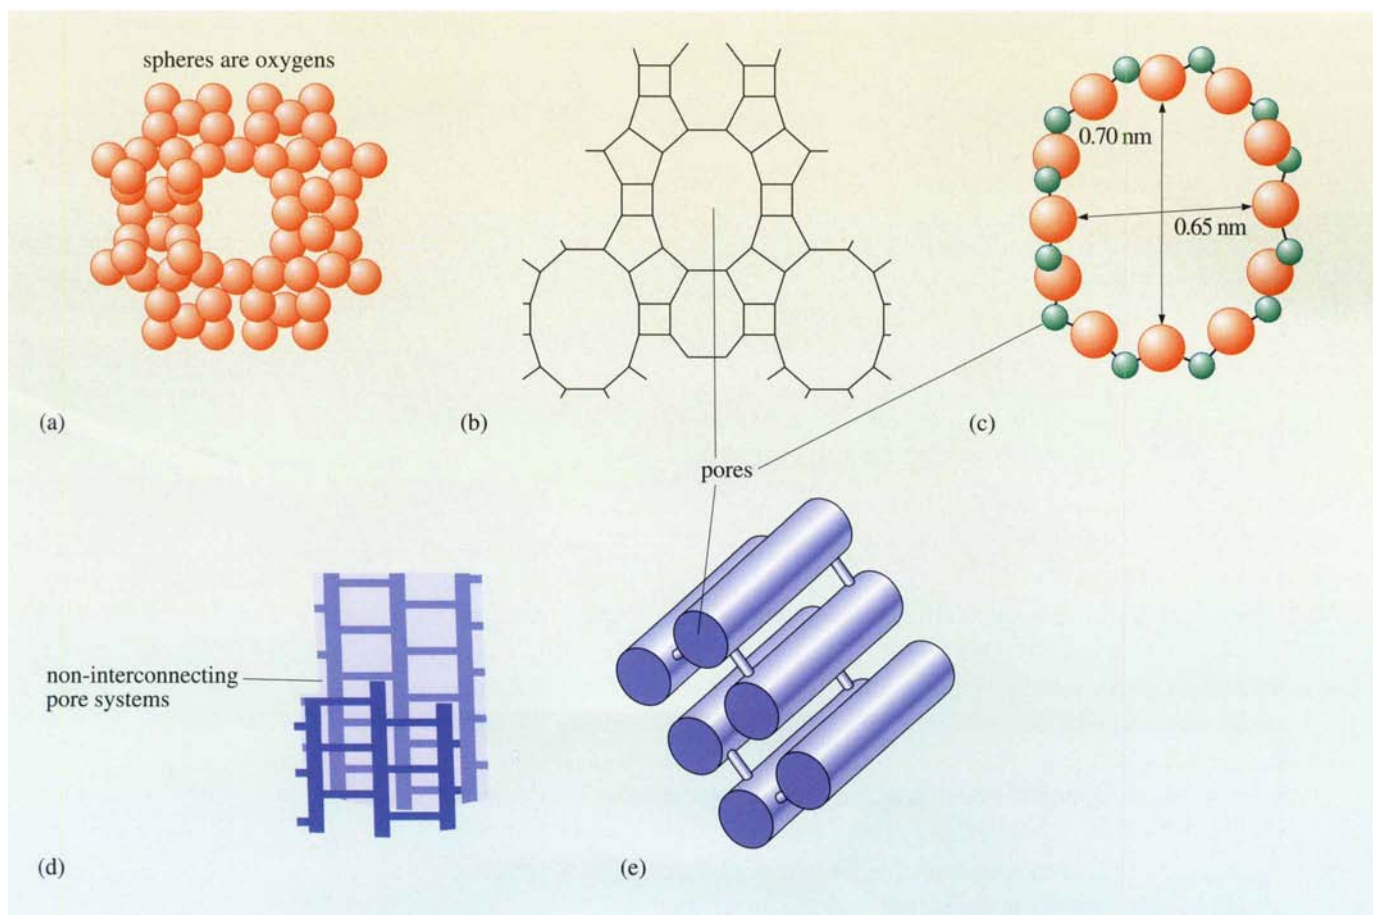 spheres are oxygens
0.70 nm
0.65 nm
(a)
(b)
(c)
pores
non-interconnecting
pore systems
(d)
(e)